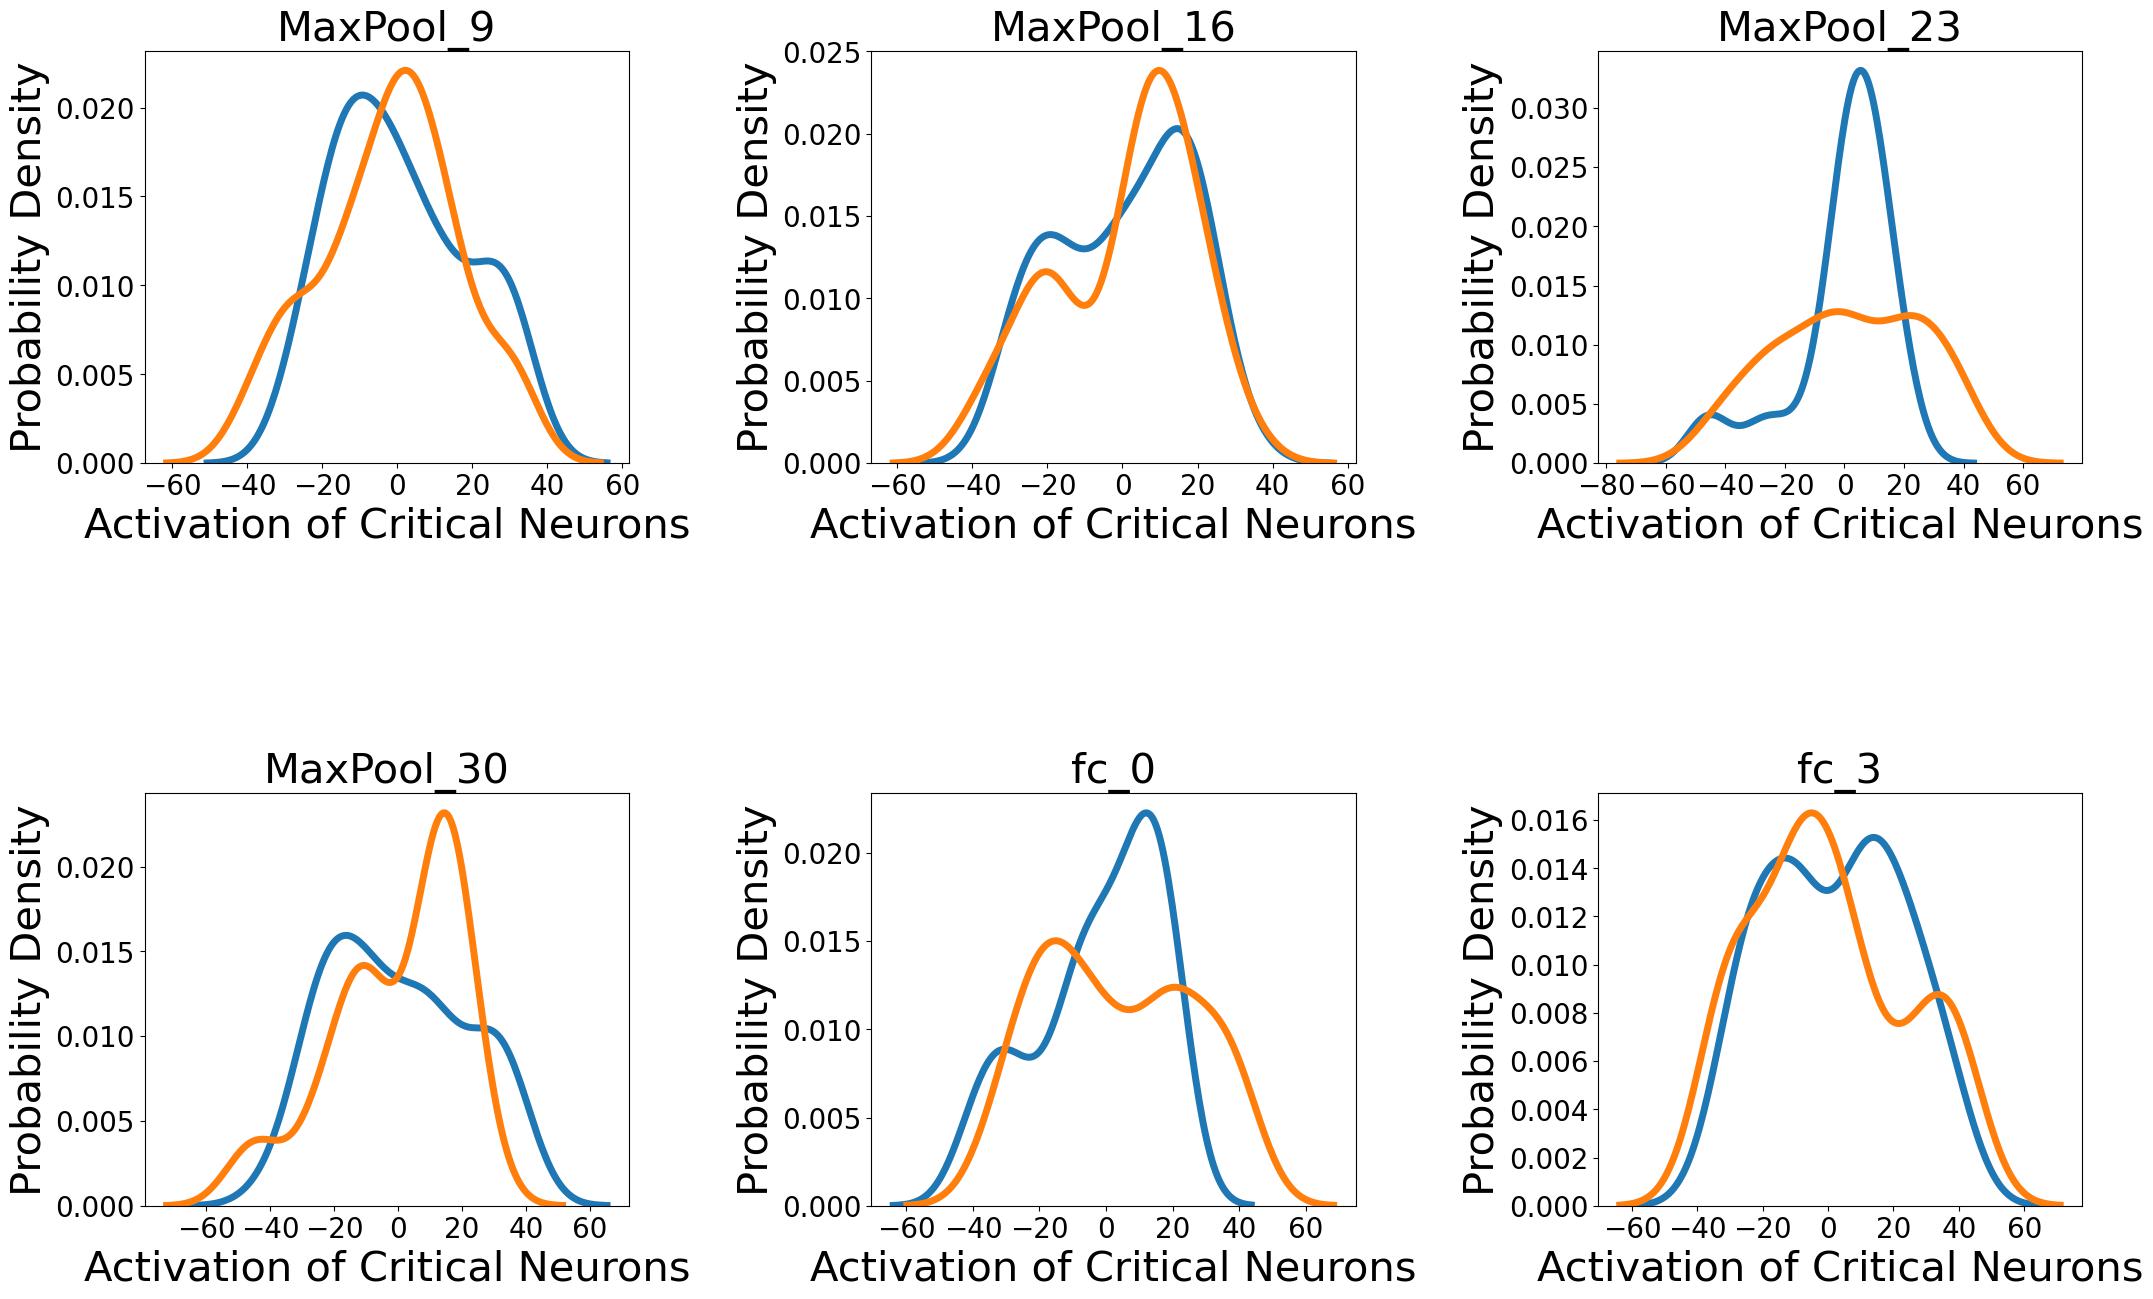 MaxPool_9
Probability Density
0.020
0.015
0.010
0.005
0.000
−60 −40 −20 0 20 40 60
Activation of Critical Neurons
MaxPool_16
Probability Density
0.025
0.020
0.015
0.010
0.005
0.000
−60 −40 −20 0 20 40 60
Activation of Critical Neurons
MaxPool_23
Probability Density
0.030
0.025
0.020
0.015
0.010
0.005
0.000
−80 −60 −40 −20 0 20 40 60
Activation of Critical Neurons
MaxPool_30
Probability Density
0.020
0.015
0.010
0.005
0.000
−60 −40 −20 0 20 40 60
Activation of Critical Neurons
fc_0
Probability Density
0.020
0.015
0.010
0.005
0.000
−60 −40 −20 0 20 40 60
Activation of Critical Neurons
fc_3
Probability Density
0.016
0.014
0.012
0.010
0.008
0.006
0.004
0.002
0.000
−60 −40 −20 0 20 40 60
Activation of Critical Neurons